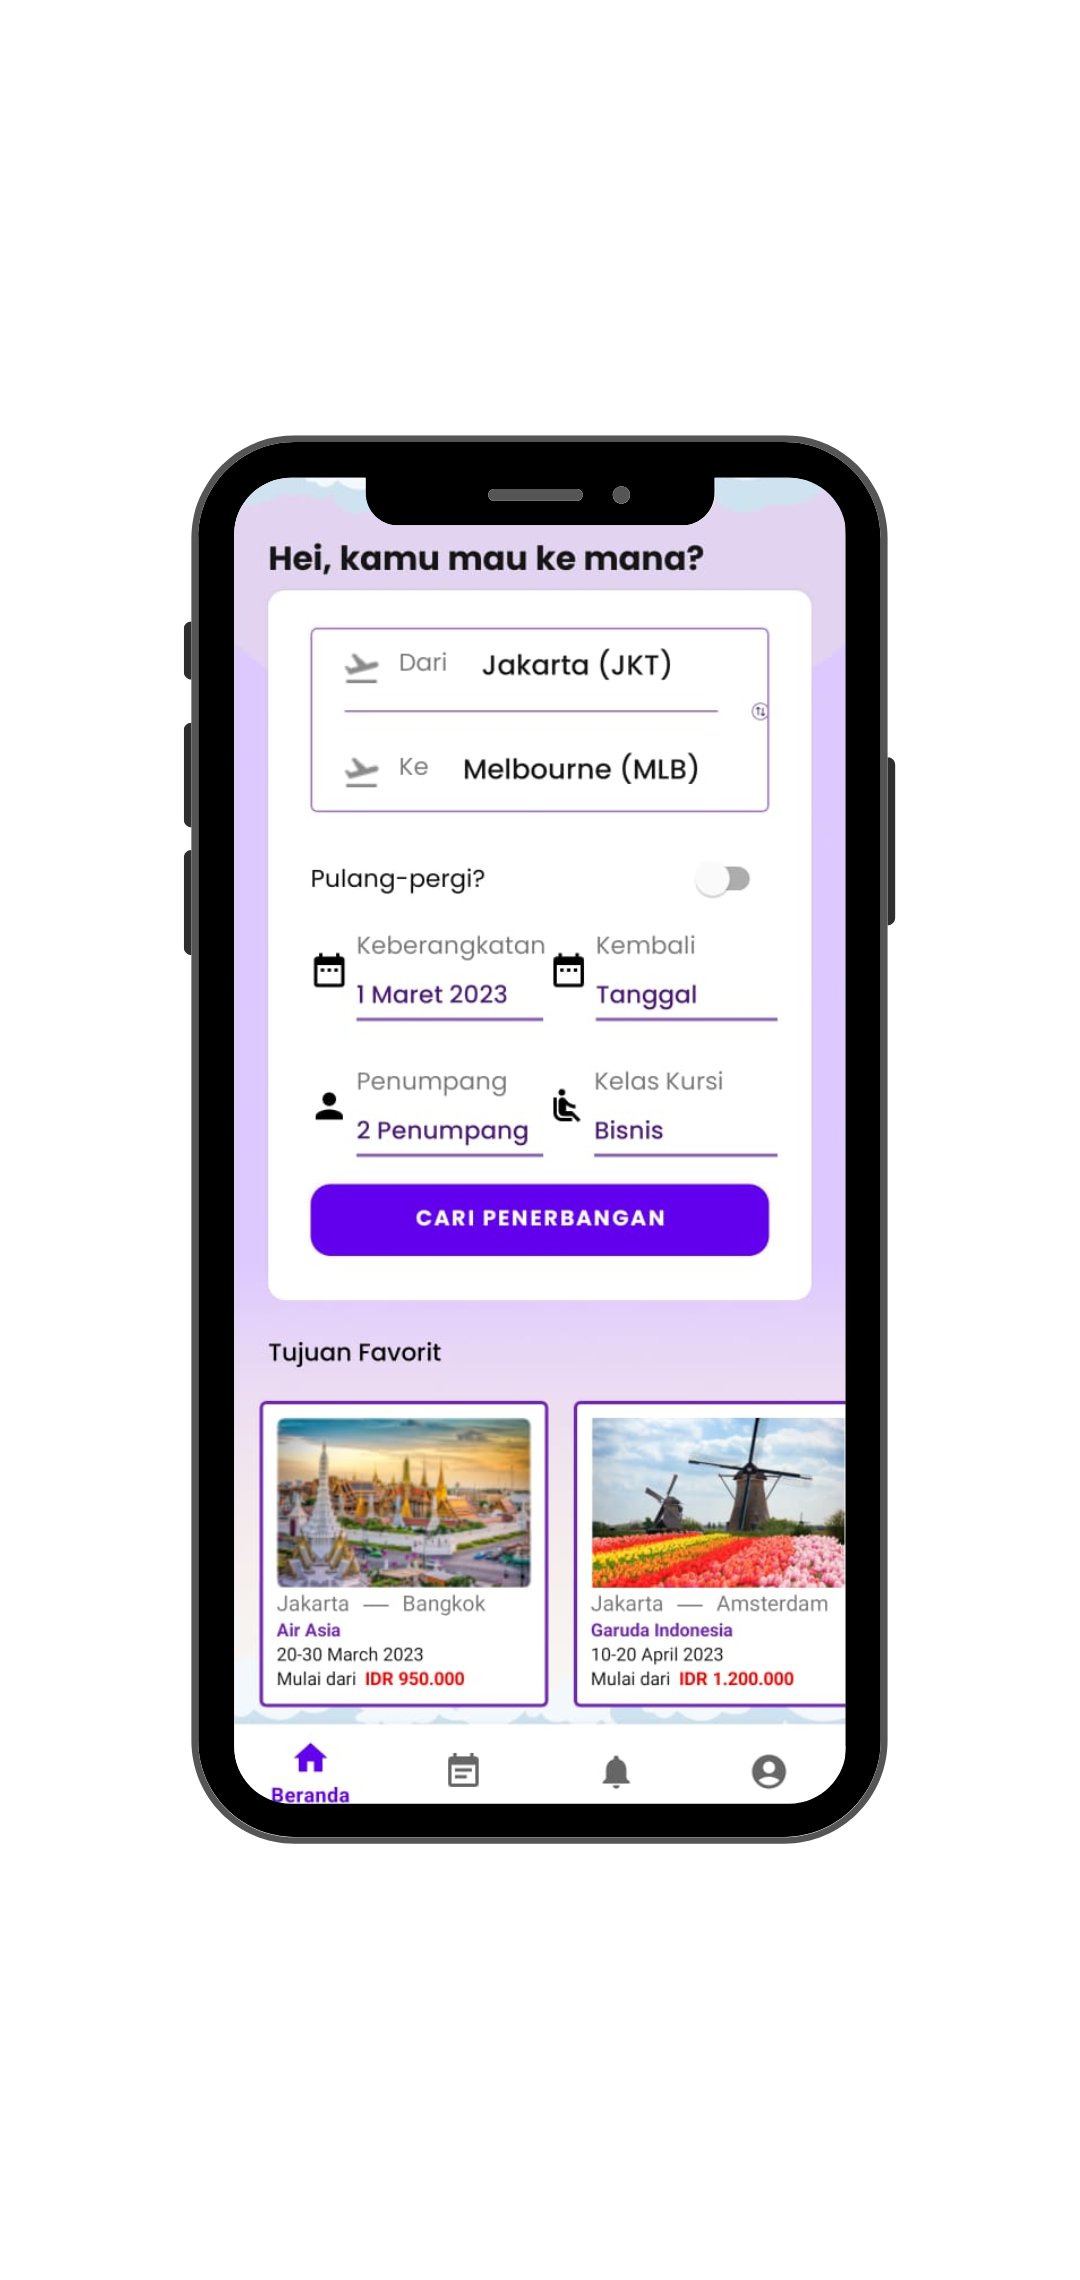 Hei, kamu mau ke mana?
Dari Jakarta (JKT)
Ke Melbourne (MLB)
Pulang-pergi?
Keberangkatan Kembali
1 Maret 2023 Tanggal
Penumpang Kelas Kursi
2 Penumpang Bisnis
CARI PENERBANGAN
Tujuan Favorit
Jakarta — Bangkok
Air Asia
20-30 March 2023
Mulai dari IDR 950.000
Jakarta — Amsterdam
Garuda Indonesia
10-20 April 2023
Mulai dari IDR 1.200.000
Beranda